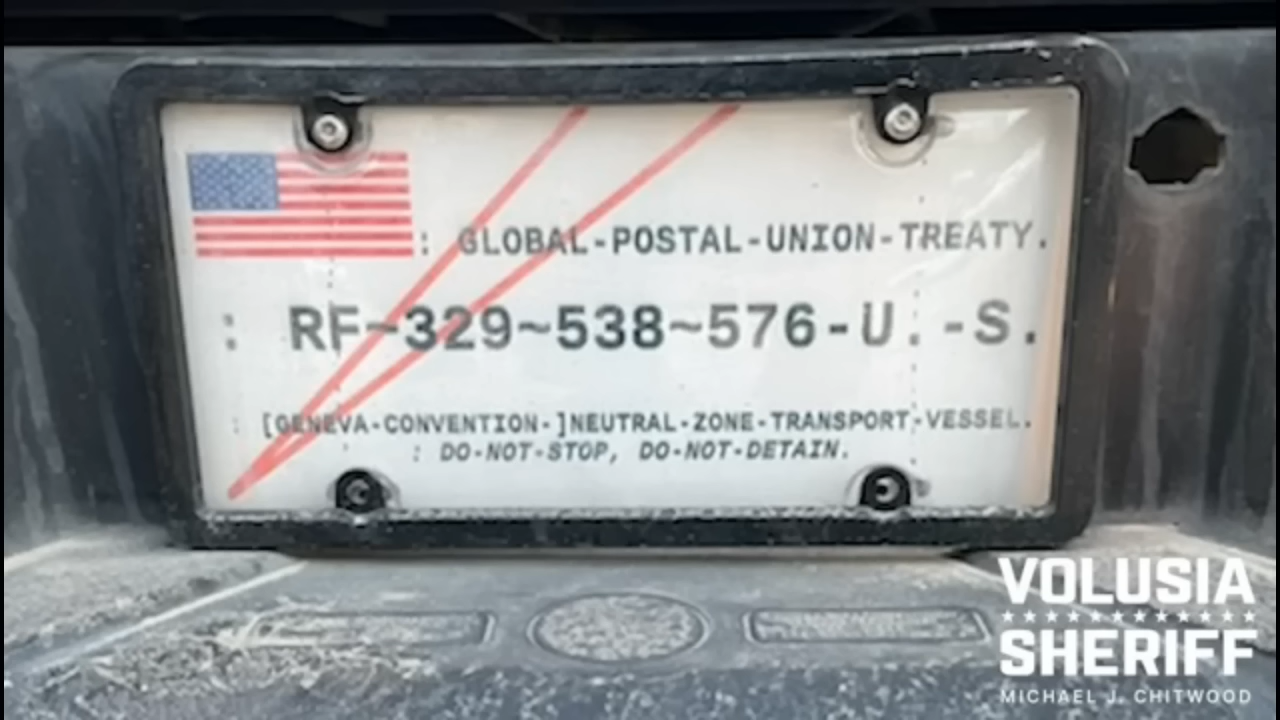 : GLOBAL-POSTAL-UNION-TREATY.
: RF~329~538~576-U.-S.
: [GENEVA-CONVENTION-]NEUTRAL-ZONE-TRANSPORT-VESSEL.
: DO-NOT-STOP, DO-NOT-DETAIN.
VOLUSIA
SHERIFF
MICHAEL J. CHITWOOD